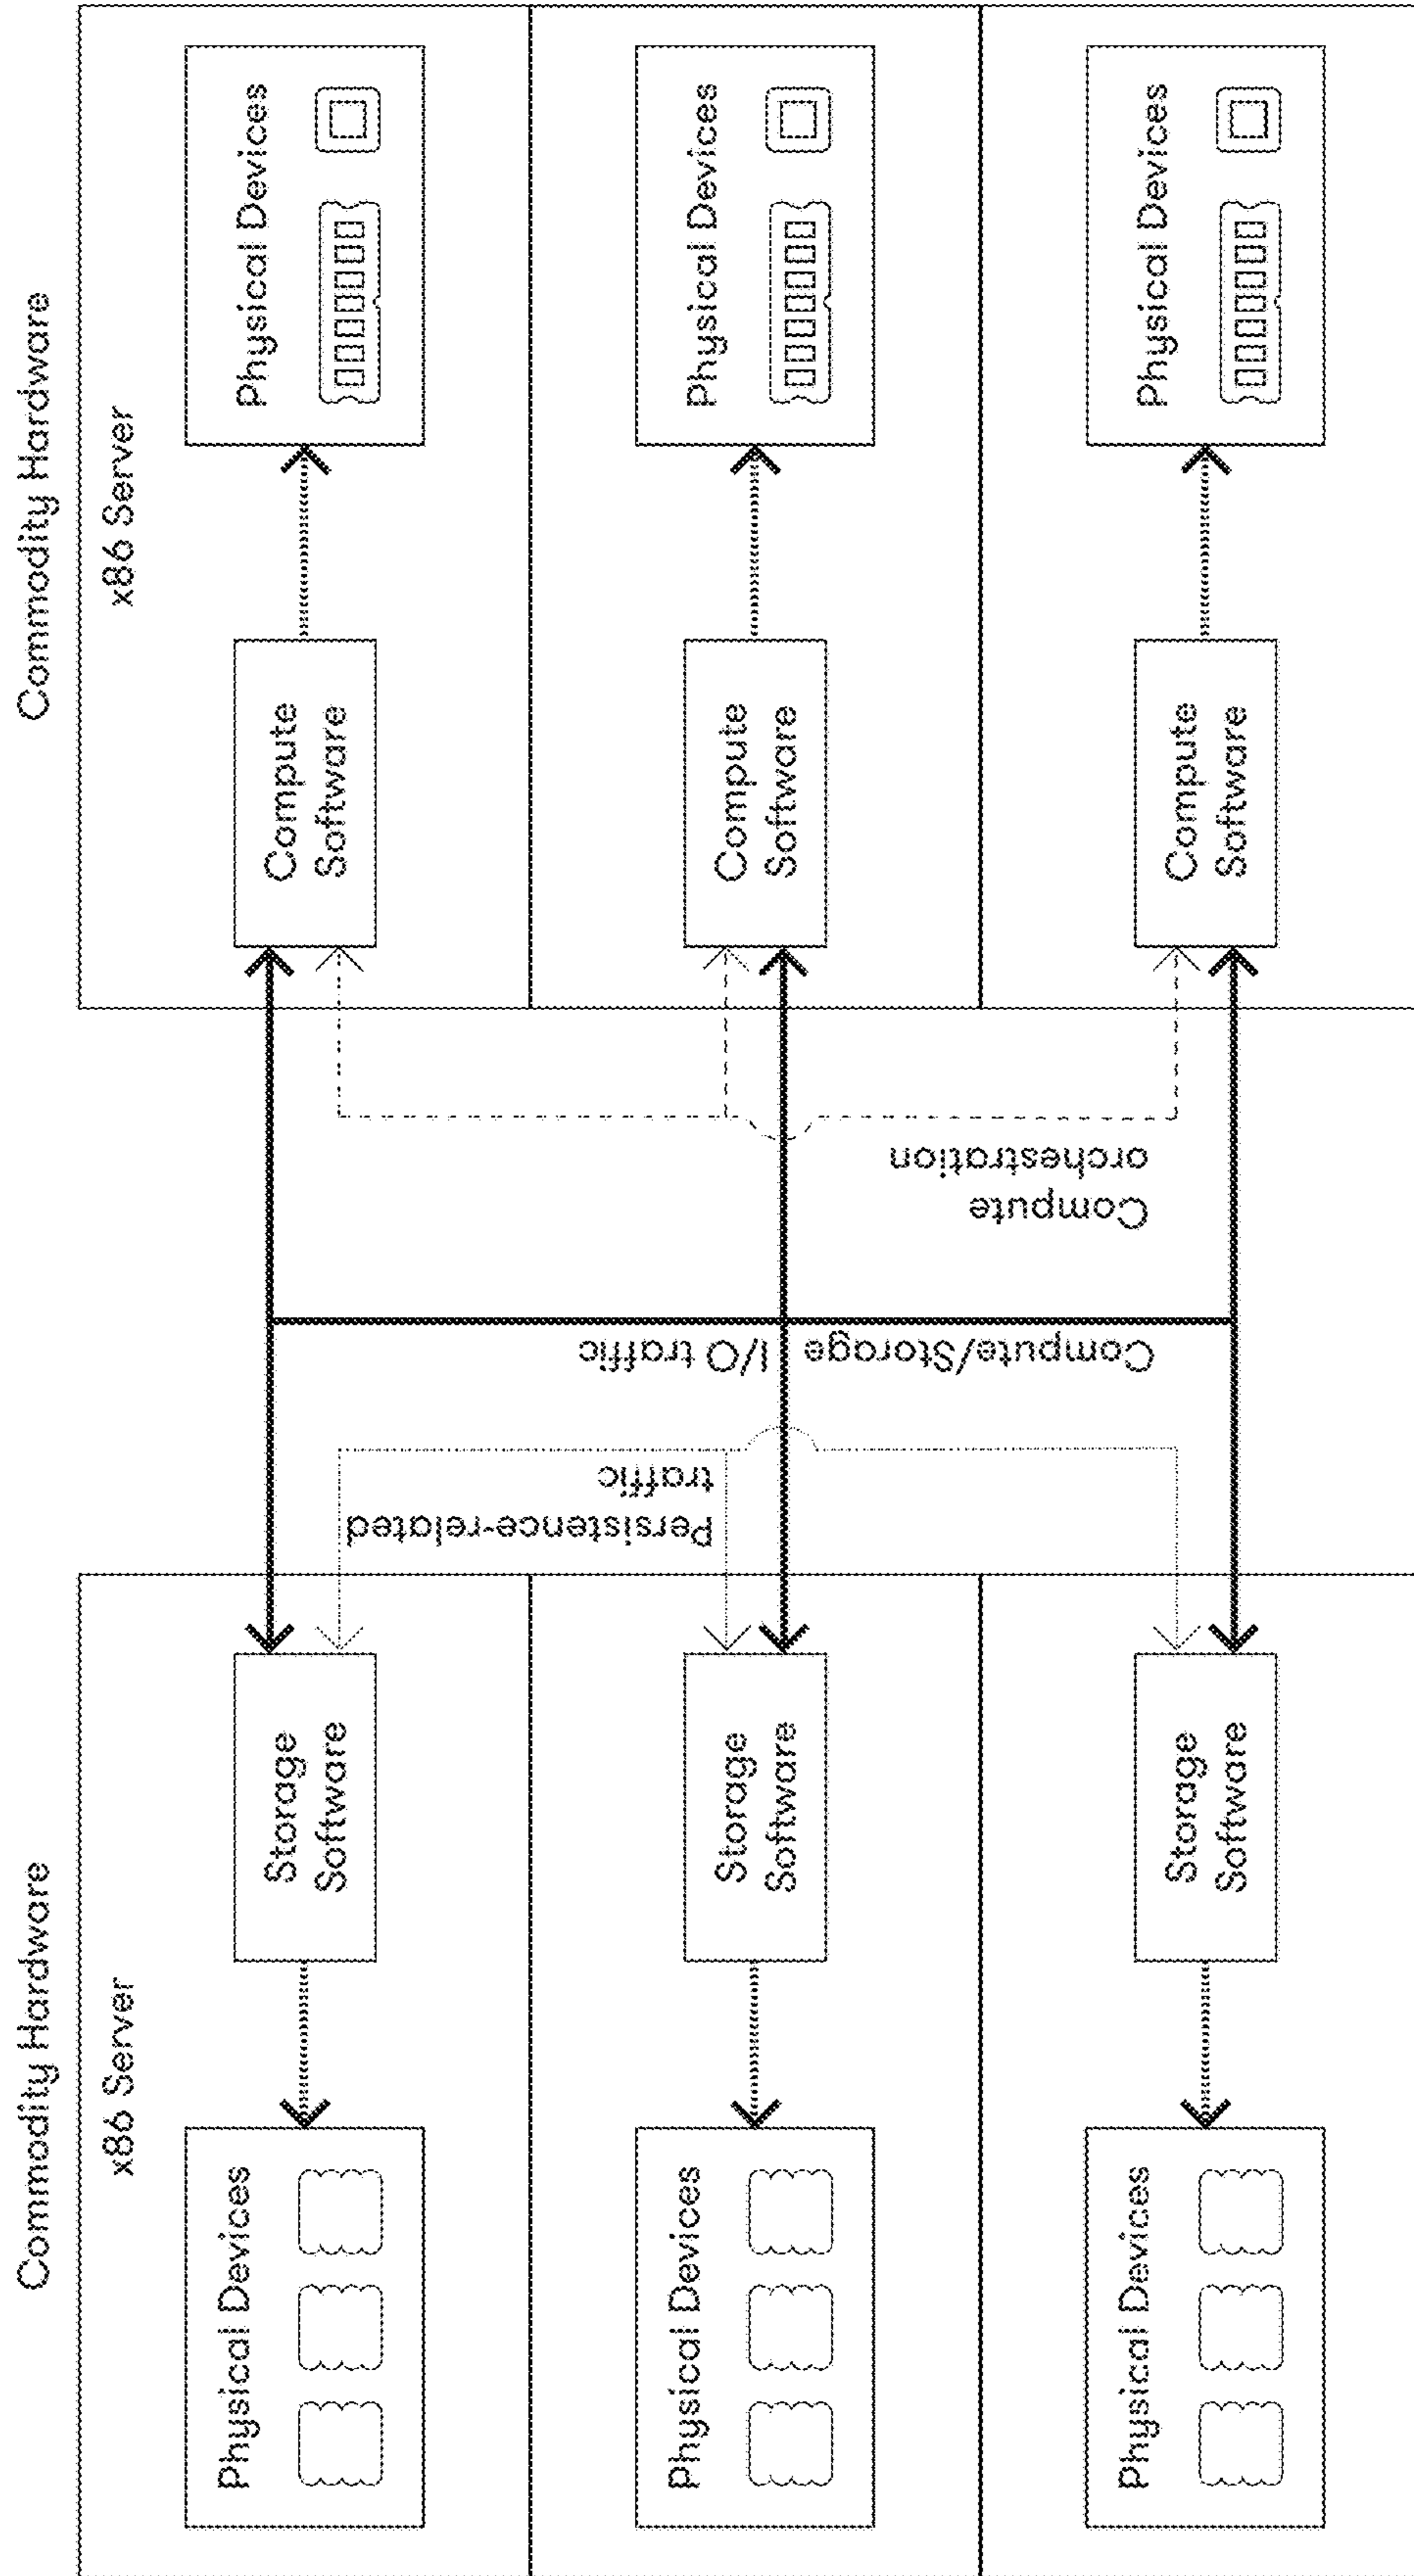 Commodity Hardware
Commodity Hardware
x86 Server
x86 Server
Physical Devices
Storage
Software
Compute
Software
Physical Devices
Persistence-related
traffic
Compute/Storage I/O traffic
Compute
orchestration
Physical Devices
Storage
Software
Compute
Software
Physical Devices
Physical Devices
Storage
Software
Compute
Software
Physical Devices